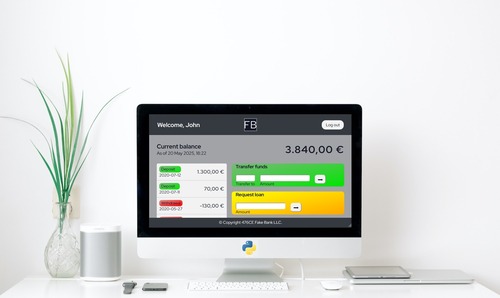 Welcome, John
FB
Log out
Current balance
As of 20 May 2025, 18:22
3.840,00 €
Deposit
2020-07-12
1.300,00 €
Deposit
2020-07-11
70,00 €
Withdrawal
2020-05-27
-130,00 €
Transfer funds
Transfer to
Amount
Request loan
Amount
© Copyright 47SCE Fake Bank LLC.